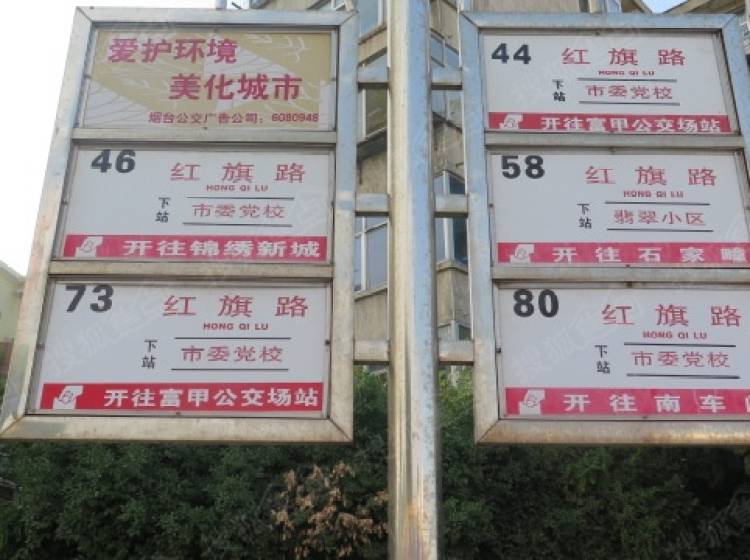 爱护环境
美化城市
烟台公交广告公司：6080948
46
红旗路
HONG QI LU
下站
市委党校
开往锦绣新城
73
红旗路
HONG QI LU
下站
市委党校
开往富甲公交场站
44
红旗路
HONG QI LU
下站
市委党校
开往富甲公交场站
58
红旗路
HONG QI LU
下站
翡翠小区
开往石家疃
80
红旗路
HONG QI LU
下站
市委党校
开往南车